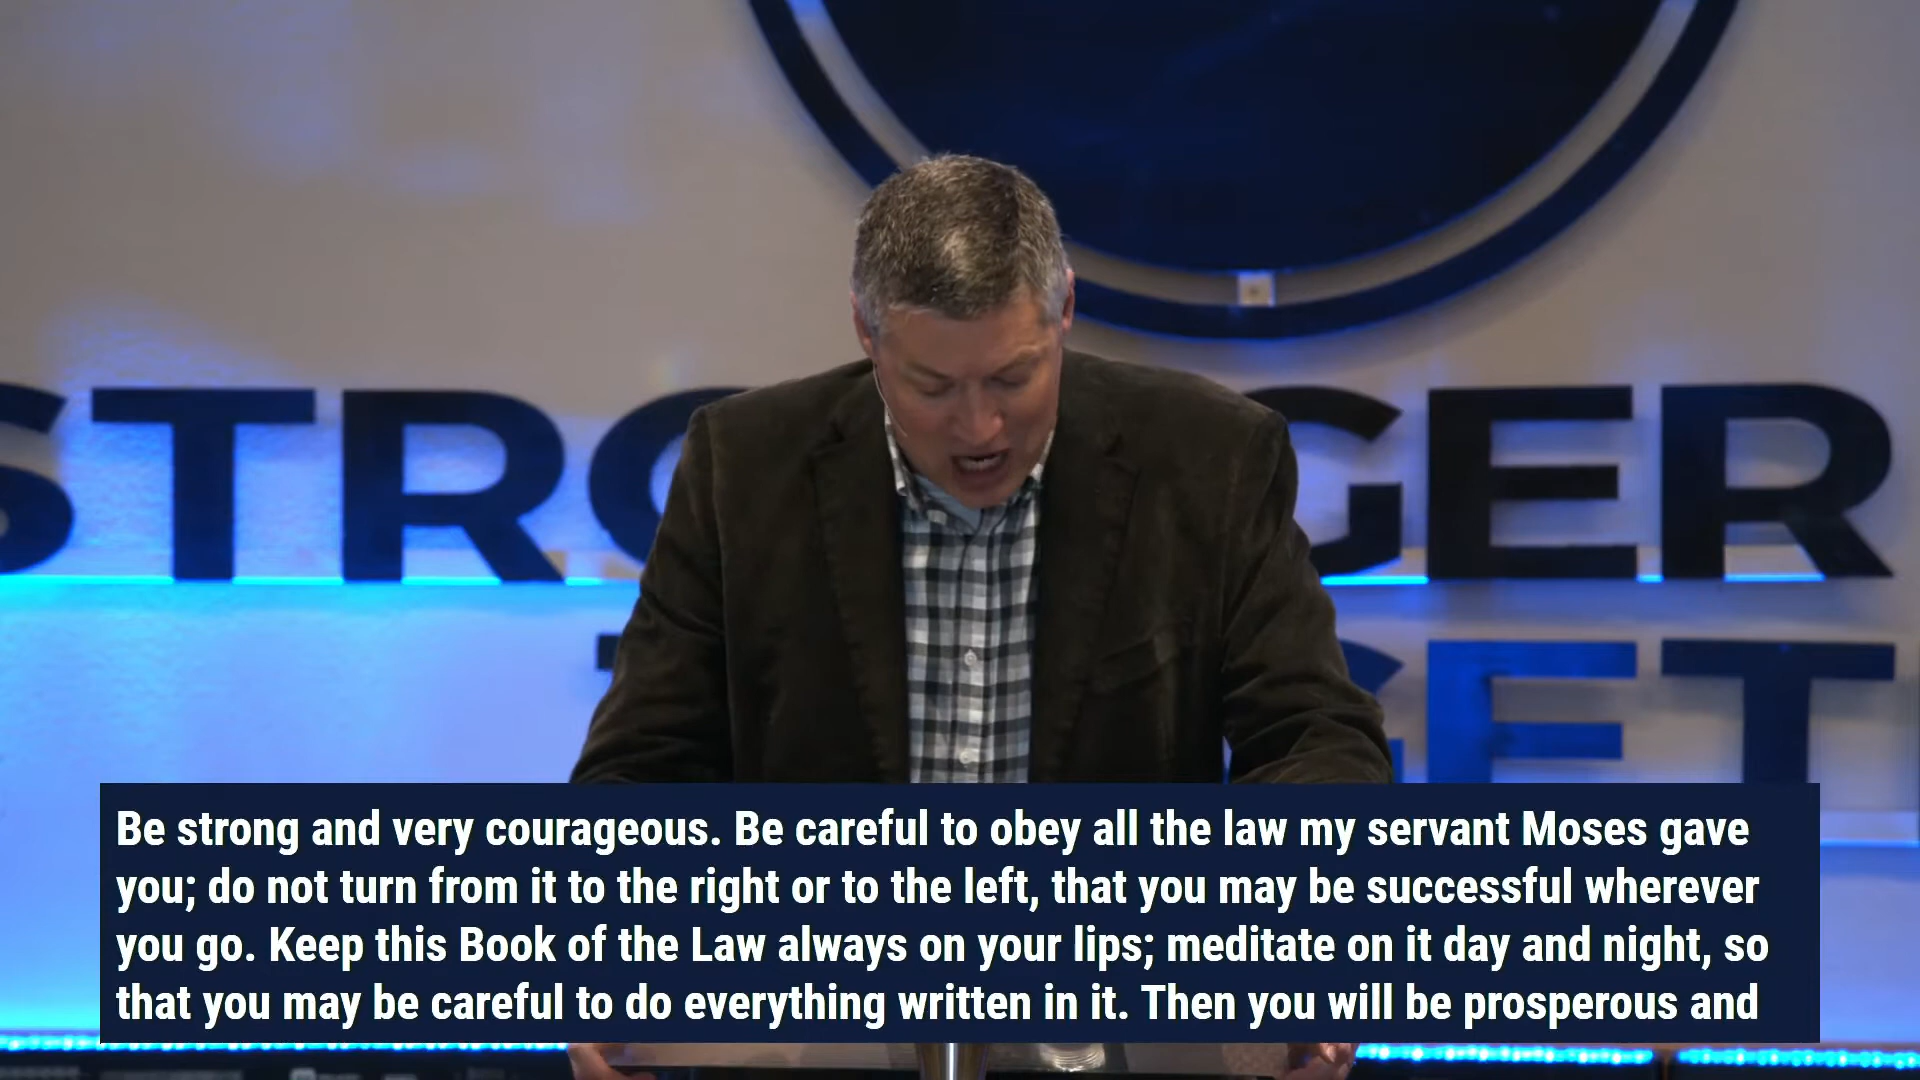 STRO GER
GET
Be strong and very courageous. Be careful to obey all the law my servant Moses gave
you; do not turn from it to the right or to the left, that you may be successful wherever
you go. Keep this Book of the Law always on your lips; meditate on it day and night, so
that you may be careful to do everything written in it. Then you will be prosperous and